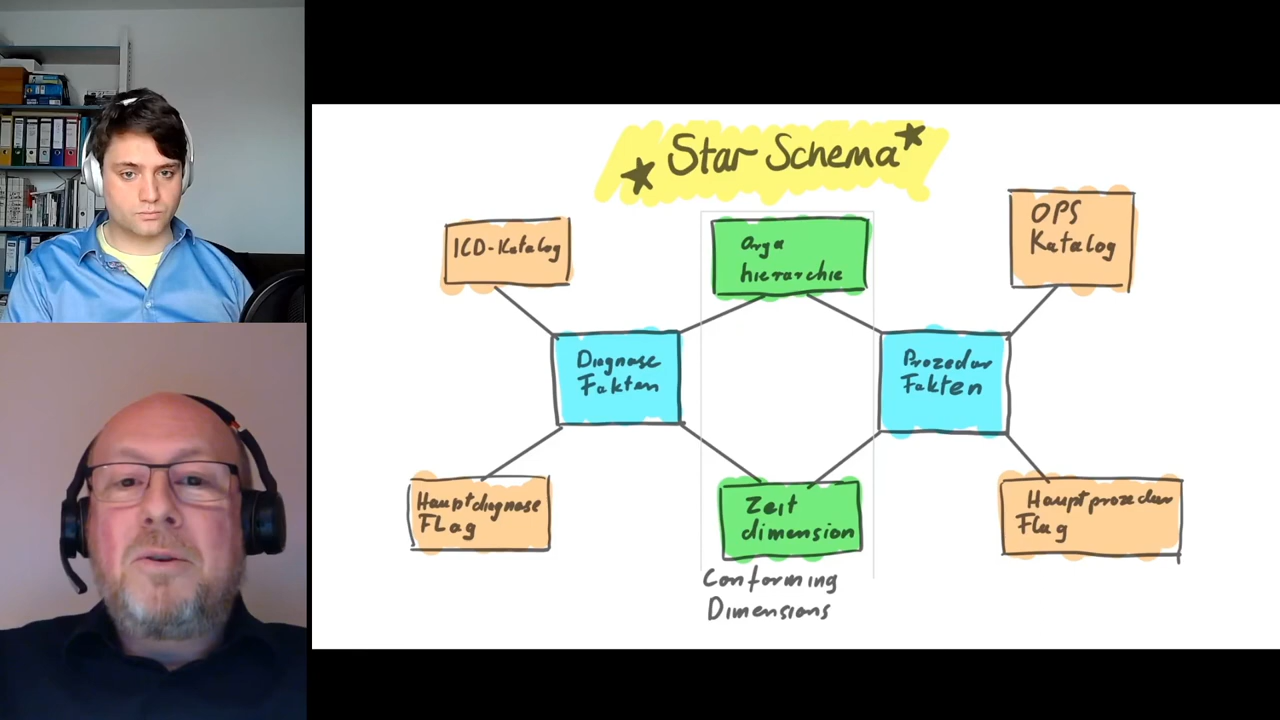 Star Schema
ICD-Katalog
Orga
hierarchie
OPS
Katalog
Diagnose
Fakten
Prozedur
Fakten
Hauptdiagnose
FLag
Zeit
dimension
Hauptprozedur
Flag
Conforming
Dimensions